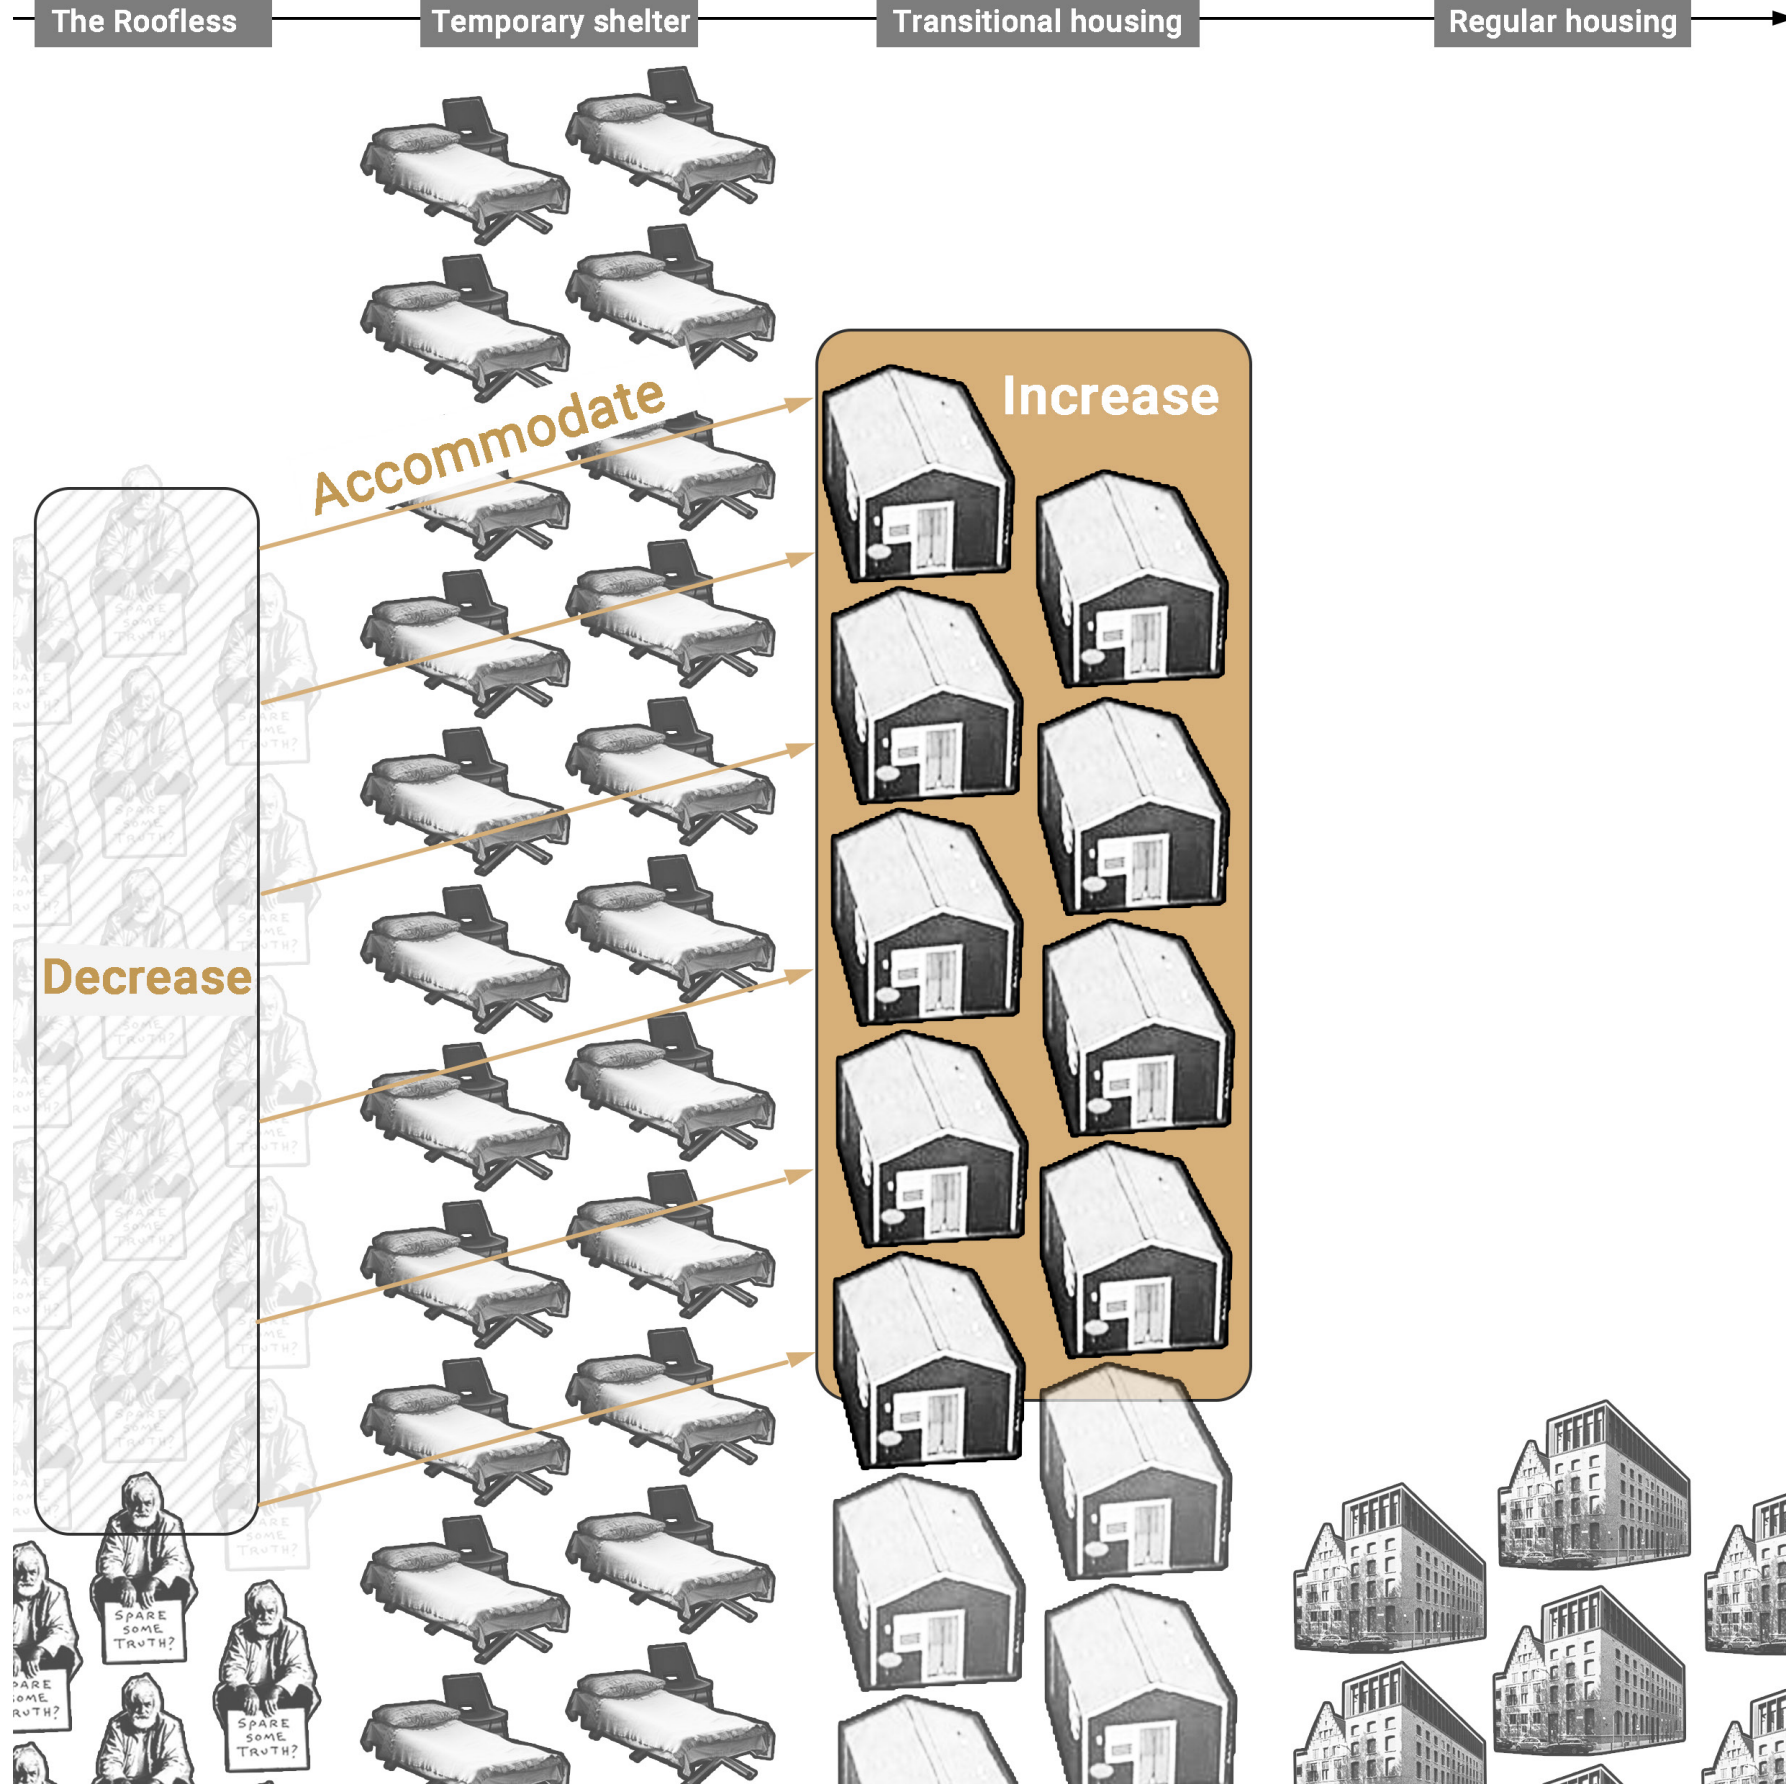 The Roofless
Temporary shelter
Transitional housing
Regular housing
Accommodate
Increase
Decrease
SPARE
SOME
TRUTH?
SPARE
SOME
TRUTH?